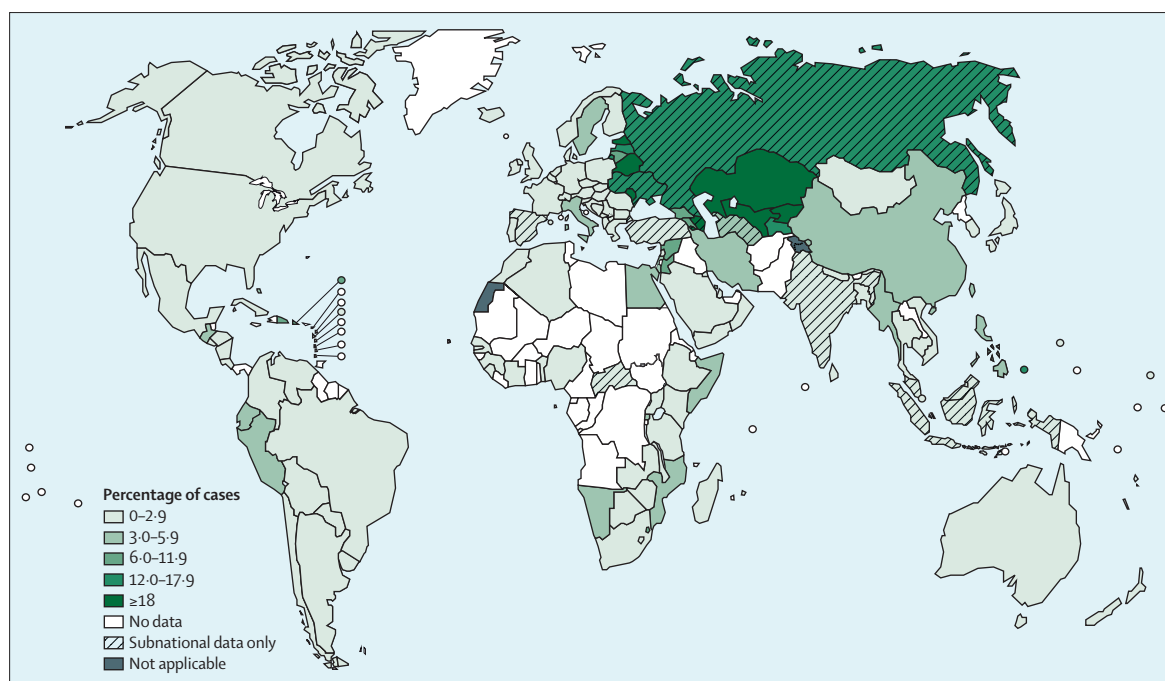 Percentage of cases
0–2·9
3·0–5·9
6·0–11·9
12·0–17·9
≥18
No data
Subnational data only
Not applicable